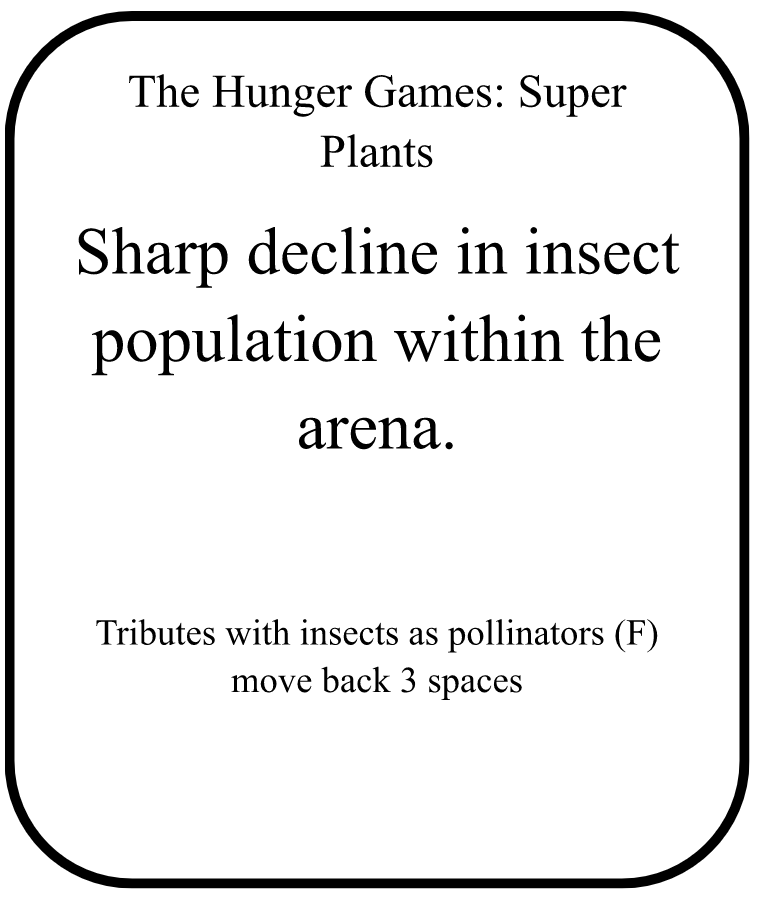 The Hunger Games: Super
Plants
Sharp decline in insect
population within the
arena.
Tributes with insects as pollinators (F)
move back 3 spaces